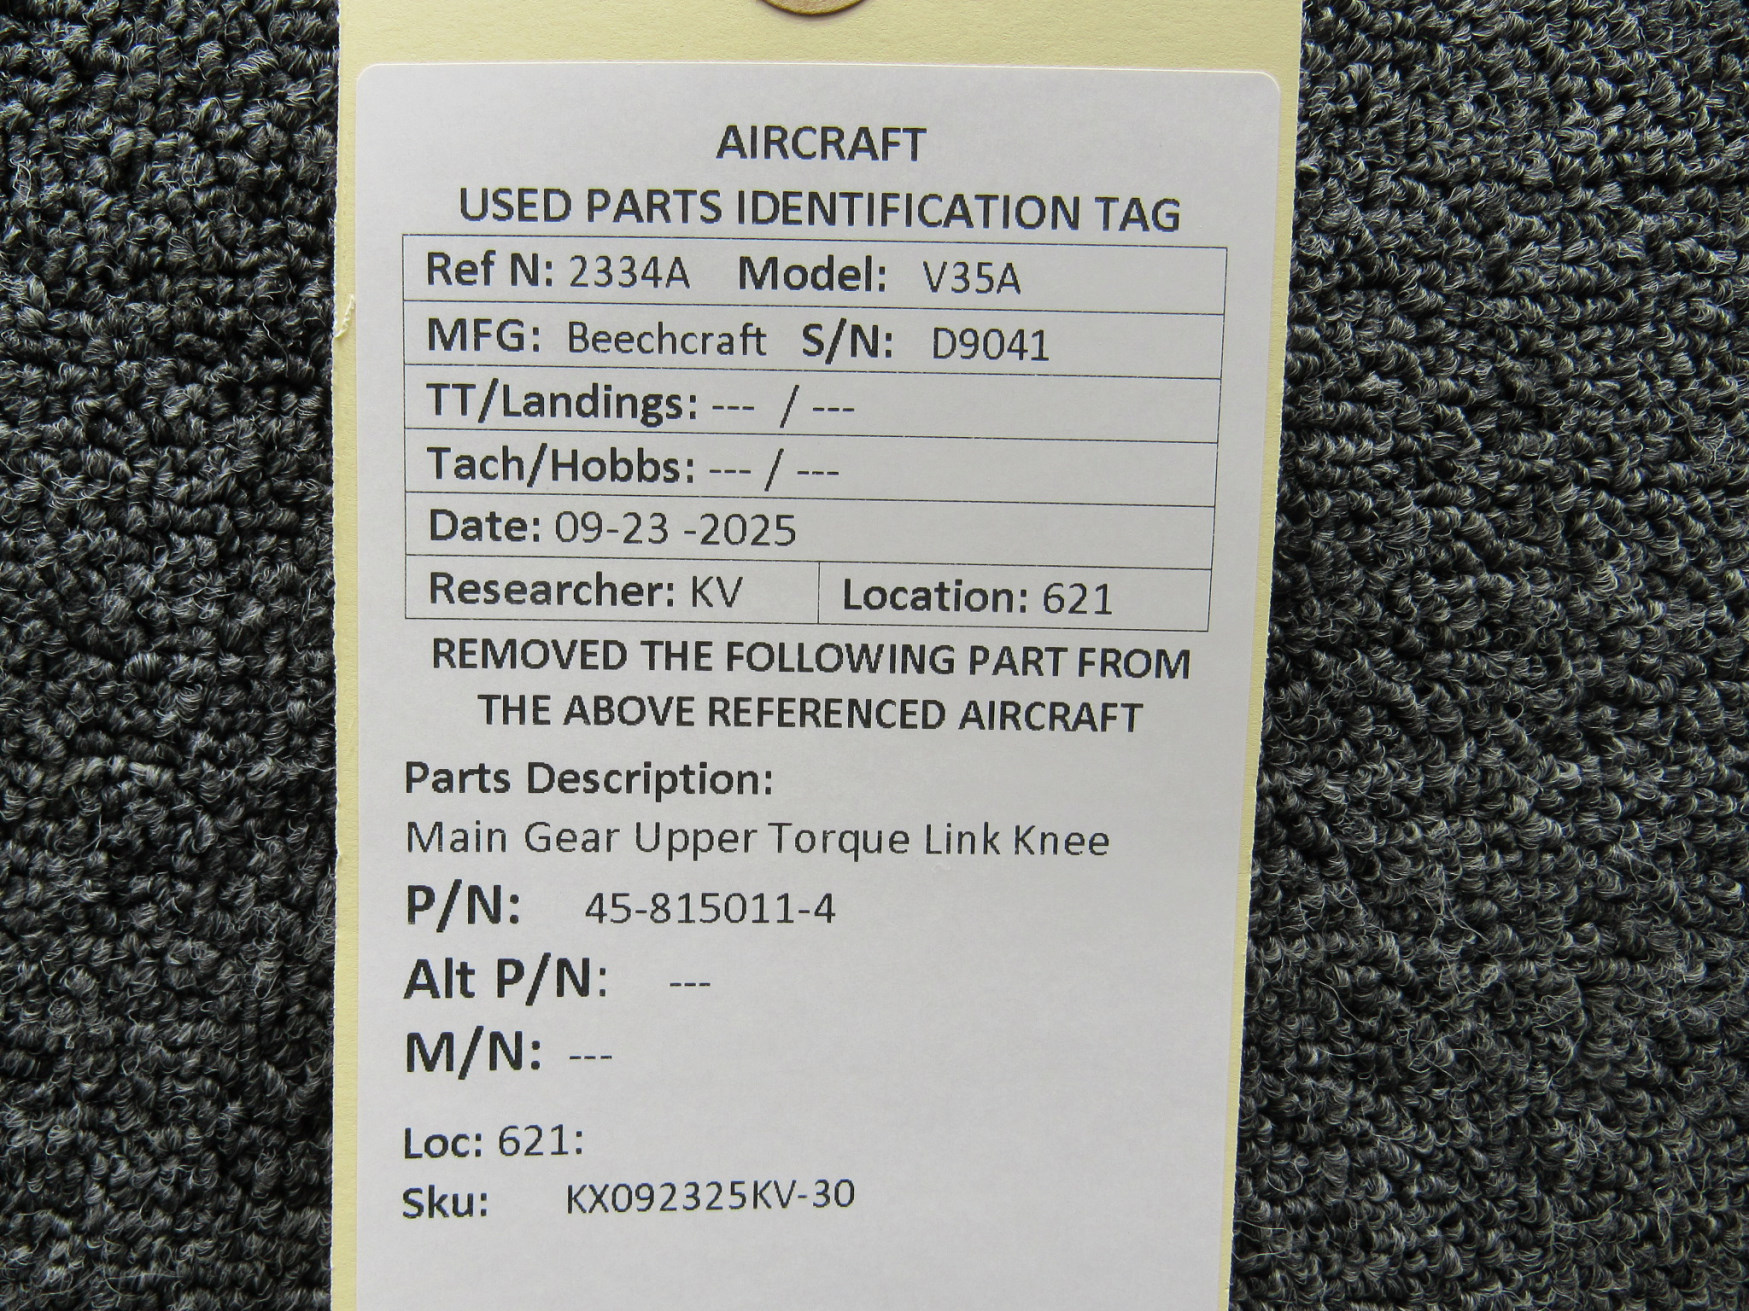 AIRCRAFT
USED PARTS IDENTIFICATION TAG
Ref N: 2334A Model: V35A
MFG: Beechcraft S/N: D9041
TT/Landings: --- / ---
Tach/Hobbs: --- / ---
Date: 09-23 -2025
Researcher: KV Location: 621
REMOVED THE FOLLOWING PART FROM
THE ABOVE REFERENCED AIRCRAFT
Parts Description:
Main Gear Upper Torque Link Knee
P/N: 45-815011-4
Alt P/N: ---
M/N: ---
Loc: 621:
Sku: KX092325KV-30